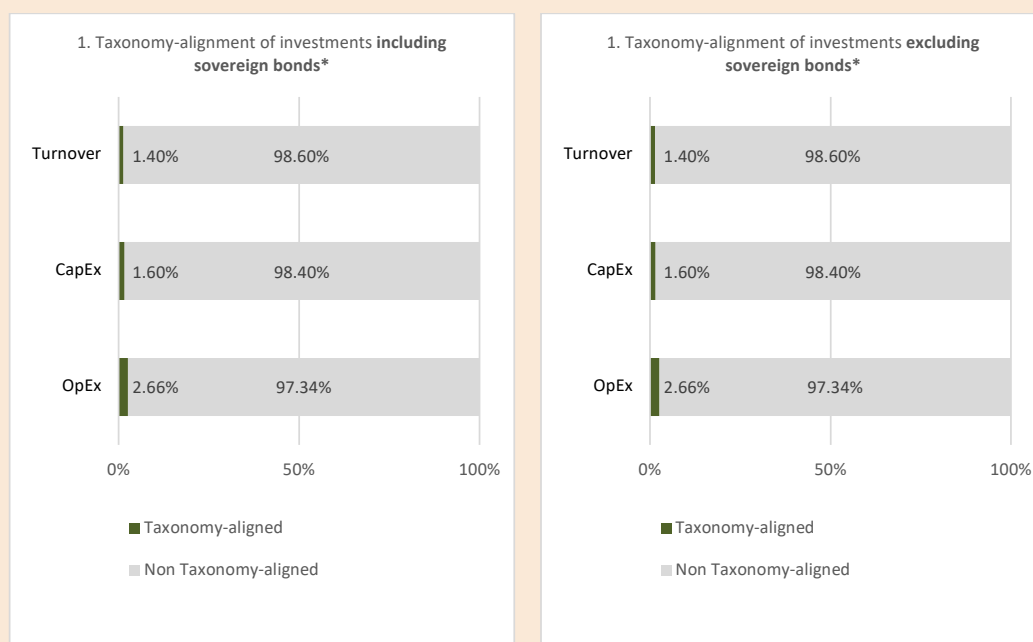 1. Taxonomy-alignment of investments including
sovereign bonds*
Turnover
1.40%
98.60%
CapEx
1.60%
98.40%
OpEx
2.66%
97.34%
0%
50%
100%
Taxonomy-aligned
Non Taxonomy-aligned
1. Taxonomy-alignment of investments excluding
sovereign bonds*
Turnover
1.40%
98.60%
CapEx
1.60%
98.40%
OpEx
2.66%
97.34%
0%
50%
100%
Taxonomy-aligned
Non Taxonomy-aligned